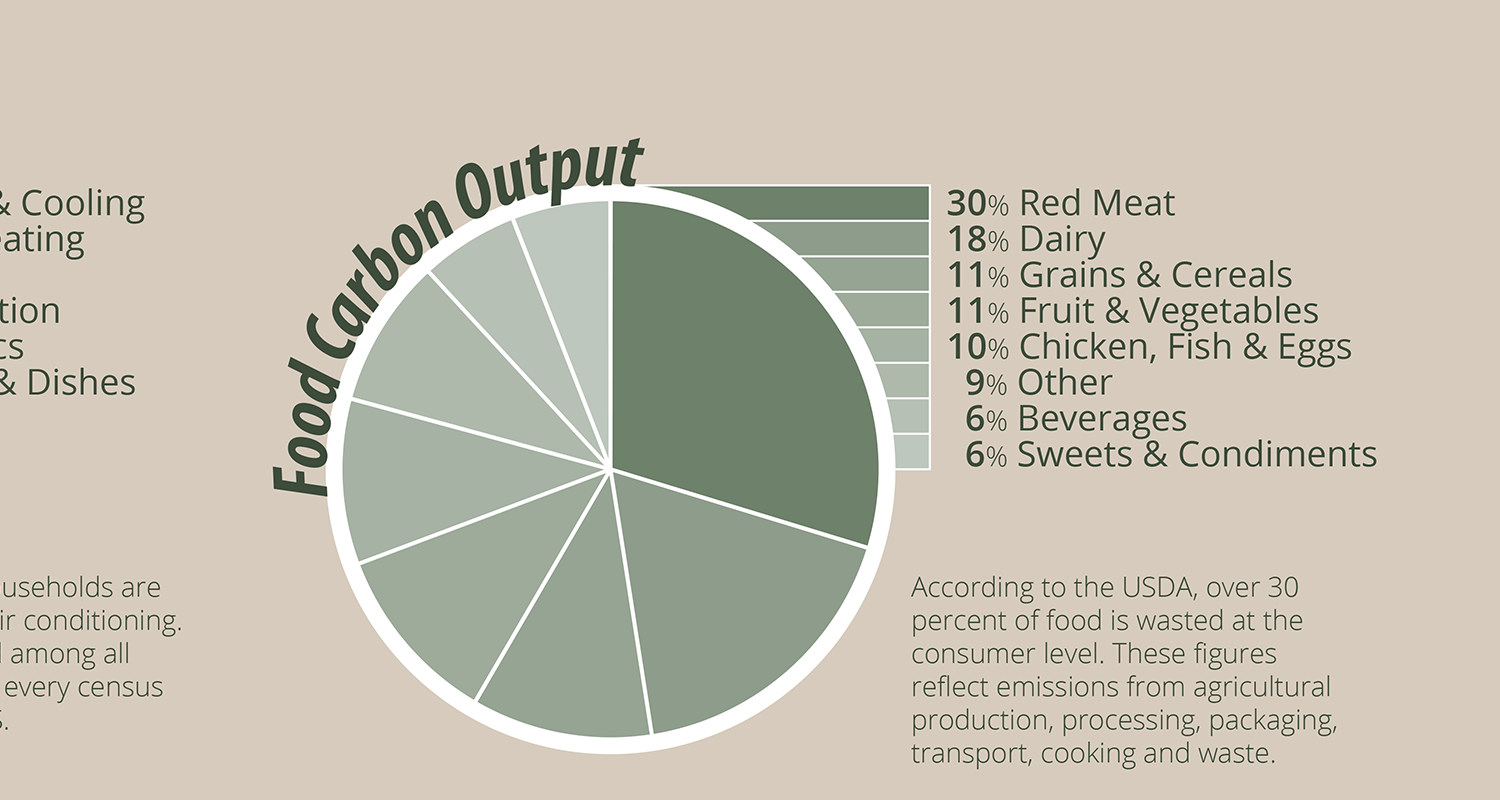 & Cooling
eating
tion
cs
& Dishes
useholds are
ir conditioning.
l among all
every census
S.
Food Carbon Output
30% Red Meat
18% Dairy
11% Grains & Cereals
11% Fruit & Vegetables
10% Chicken, Fish & Eggs
9% Other
6% Beverages
6% Sweets & Condiments
According to the USDA, over 30
percent of food is wasted at the
consumer level. These figures
reflect emissions from agricultural
production, processing, packaging,
transport, cooking and waste.